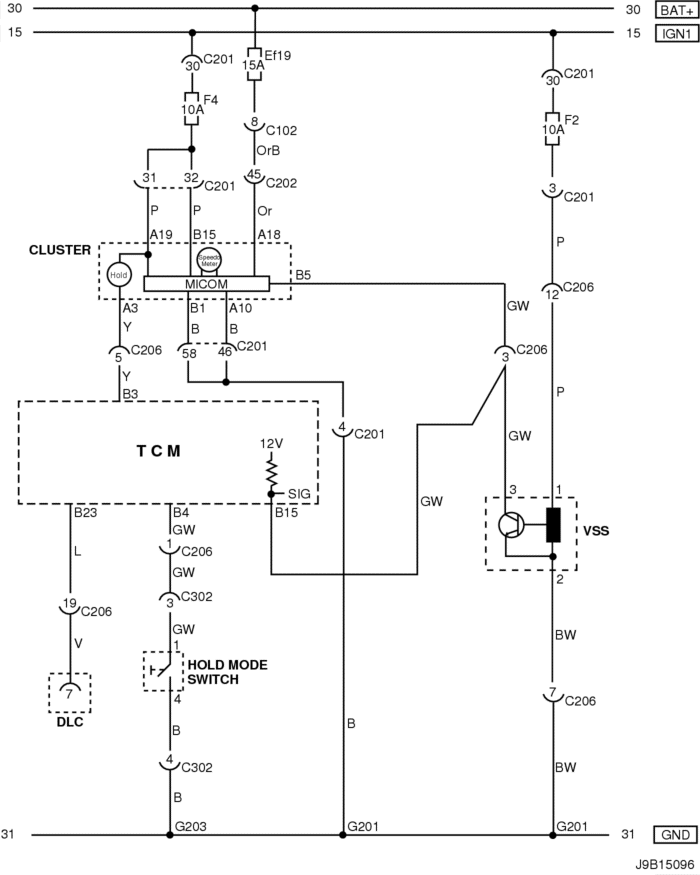 30
30 BAT+
15
15 IGN1
C201
30
Ef19
15A
C201
30
F4
10A
8
C102
F2
10A
OrB
31
32
C201
45
C202
3
C201
P
P
Or
P
A19
B15
A18
CLUSTER
Speedo
Meter
Hold
MICOM
B5
C206
12
GW
A3
B1
A10
Y
B
B
C206
5
58
46
C201
C206
3
Y
B3
P
4
C201
GW
TCM
12V
SIG
GW
3
1
VSS
2
B23
B4
B15
GW
L
1
C206
GW
19
C206
3
C302
V
GW
1
BW
HOLD MODE
SWITCH
7
DLC
4
7
C206
B
B
4
C302
BW
B
G203
G201
G201
31
31 GND
J9B15096